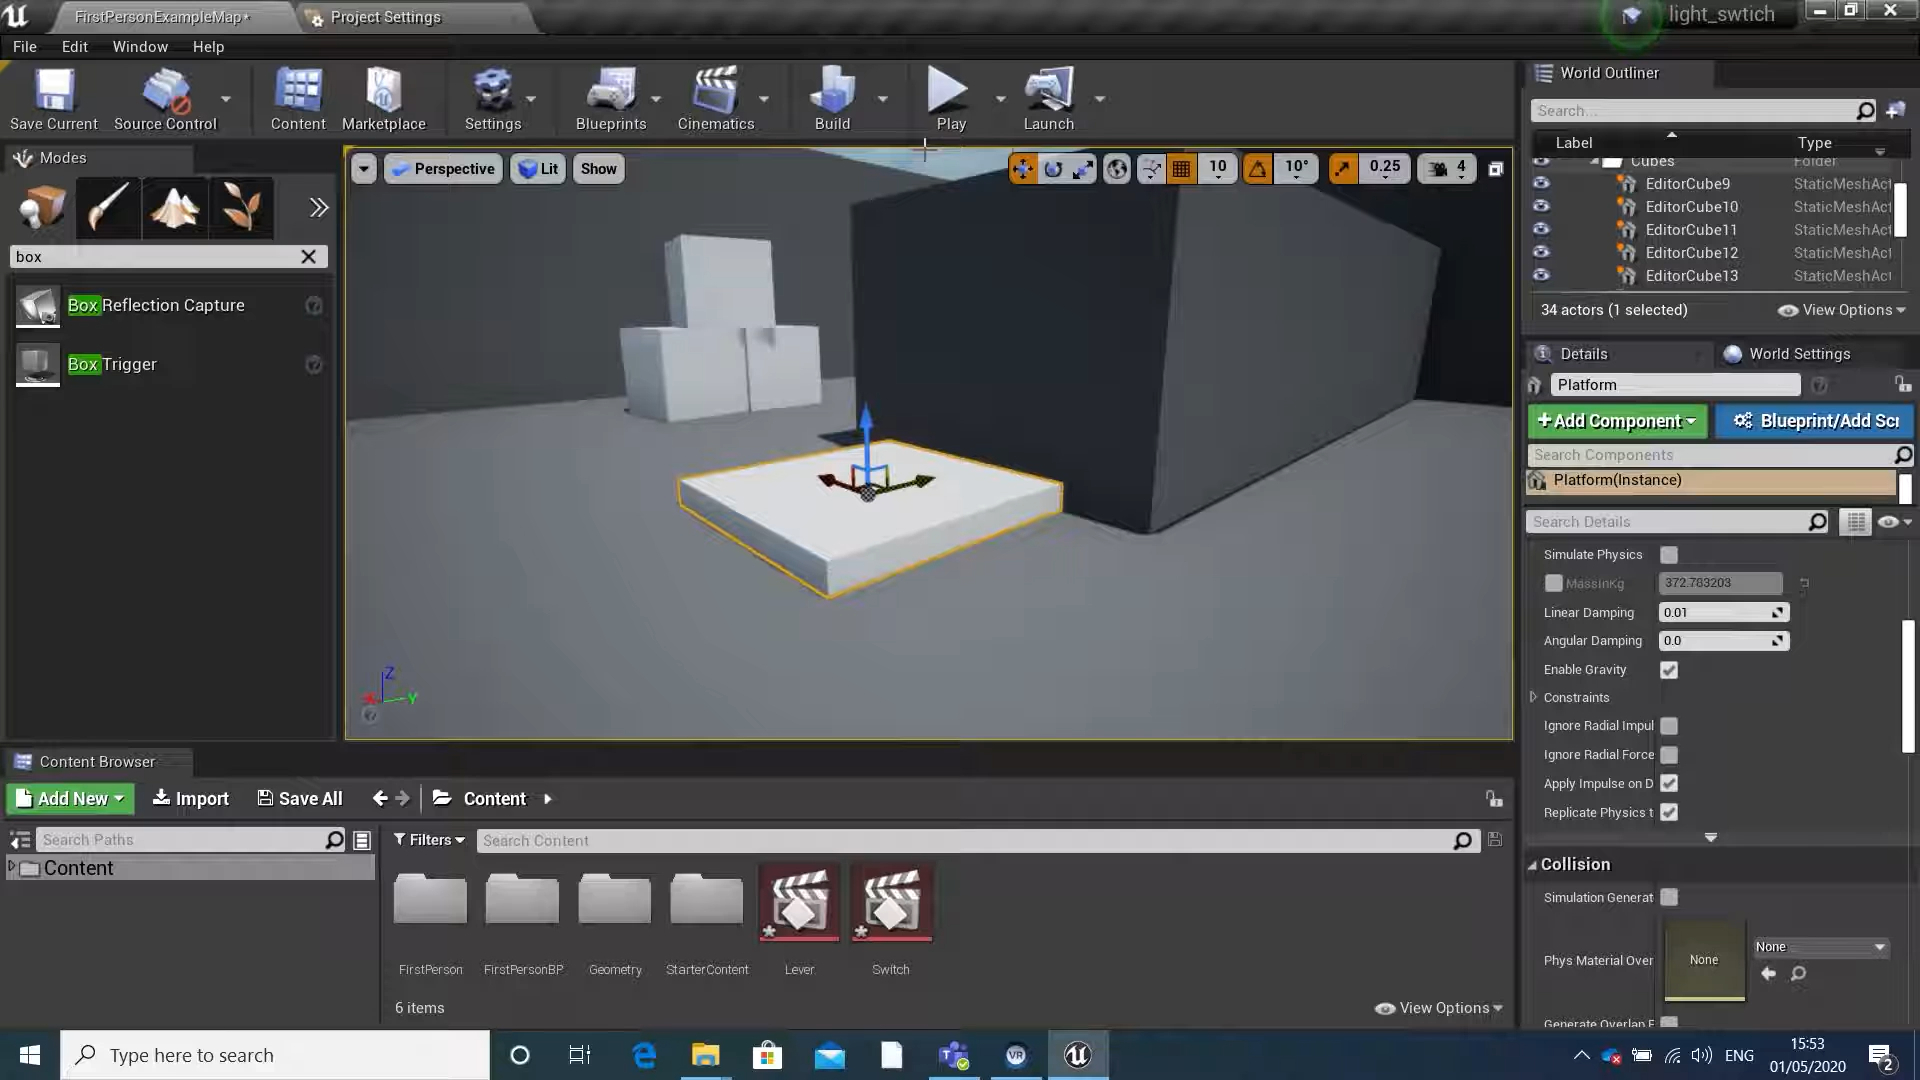 FirstPersonExampleMap*
Project Settings
light_swtich
File Edit Window Help
Save Current
Source Control
Content
Marketplace
Settings
Blueprints
Cinematics
Build
Play
Launch
Modes
box
Box Reflection Capture
Box Trigger
Perspective
Lit
Show
10
10°
0.25
4
X
Z
Y
World Outliner
Search...
Label Type
Cubes Folder
EditorCube9 StaticMeshAct
EditorCube10 StaticMeshAct
EditorCube11 StaticMeshAct
EditorCube12 StaticMeshAct
EditorCube13 StaticMeshAct
34 actors (1 selected) View Options
Details
World Settings
Platform
+Add Component
Blueprint/Add Scr
Search Components
Platform(Instance)
Search Details
Simulate Physics
MassInKg 372.783203
Linear Damping 0.01
Angular Damping 0.0
Enable Gravity
Constraints
Ignore Radial Impul
Ignore Radial Force
Apply Impulse on D
Replicate Physics t
Collision
Simulation Generat
Phys Material Over
None
None
Generate Overlap E
Content Browser
Add New
Import
Save All
Content
Search Paths
Content
Filters
Search Content
FirstPerson
FirstPersonBP
Geometry
StarterContent
Lever
Switch
6 items
View Options
Type here to search
VR
ENG
15:53
01/05/2020
2